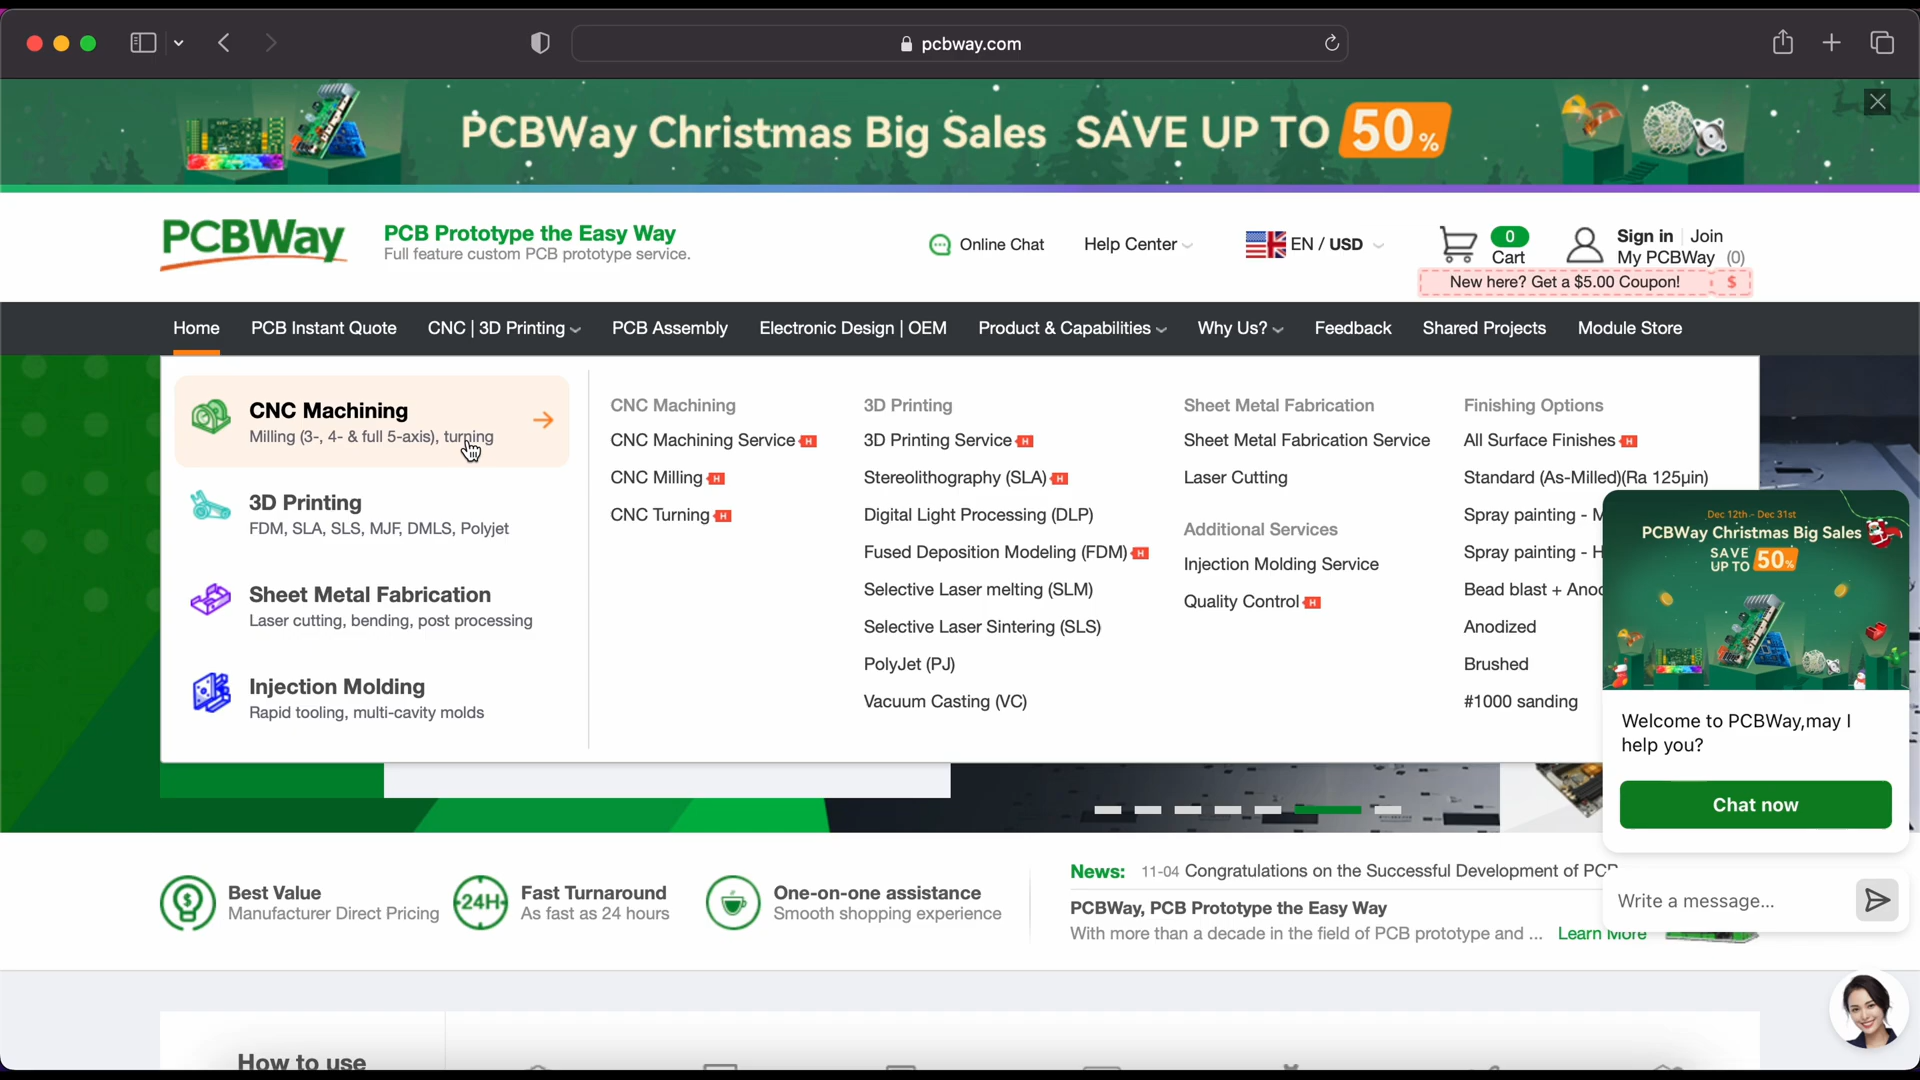 pcbway.com
PCBWay Christmas Big Sales SAVE UP TO 50%
PCBWay
PCB Prototype the Easy Way
Full feature custom PCB prototype service.
Online Chat
Help Center
EN / USD
0
Cart
Sign in Join
My PCBWay (0)
New here? Get a $5.00 Coupon! $
Home
PCB Instant Quote
CNC | 3D Printing
PCB Assembly
Electronic Design | OEM
Product & Capabilities
Why Us?
Feedback
Shared Projects
Module Store
CNC Machining
Milling (3-, 4- & full 5-axis), turning
3D Printing
FDM, SLA, SLS, MJF, DMLS, Polyjet
Sheet Metal Fabrication
Laser cutting, bending, post processing
Injection Molding
Rapid tooling, multi-cavity molds
CNC Machining
CNC Machining Service H
CNC Milling H
CNC Turning H
3D Printing
3D Printing Service H
Stereolithography (SLA) H
Digital Light Processing (DLP)
Fused Deposition Modeling (FDM) H
Selective Laser melting (SLM)
Selective Laser Sintering (SLS)
PolyJet (PJ)
Vacuum Casting (VC)
Sheet Metal Fabrication
Sheet Metal Fabrication Service
Laser Cutting
Additional Services
Injection Molding Service
Quality Control H
Finishing Options
All Surface Finishes H
Standard (As-Milled)(Ra 125µin)
Spray painting - M
Spray painting - H
Bead blast + Anod
Anodized
Brushed
#1000 sanding
Dec 12th - Dec 31st
PCBWay Christmas Big Sales
SAVE
UP TO 50%
Welcome to PCBWay,may I
help you?
Chat now
Write a message...
Best Value
Manufacturer Direct Pricing
24H
Fast Turnaround
As fast as 24 hours
One-on-one assistance
Smooth shopping experience
News: 11-04 Congratulations on the Successful Development of PCB
PCBWay, PCB Prototype the Easy Way
With more than a decade in the field of PCB prototype and ... Learn More
How to use